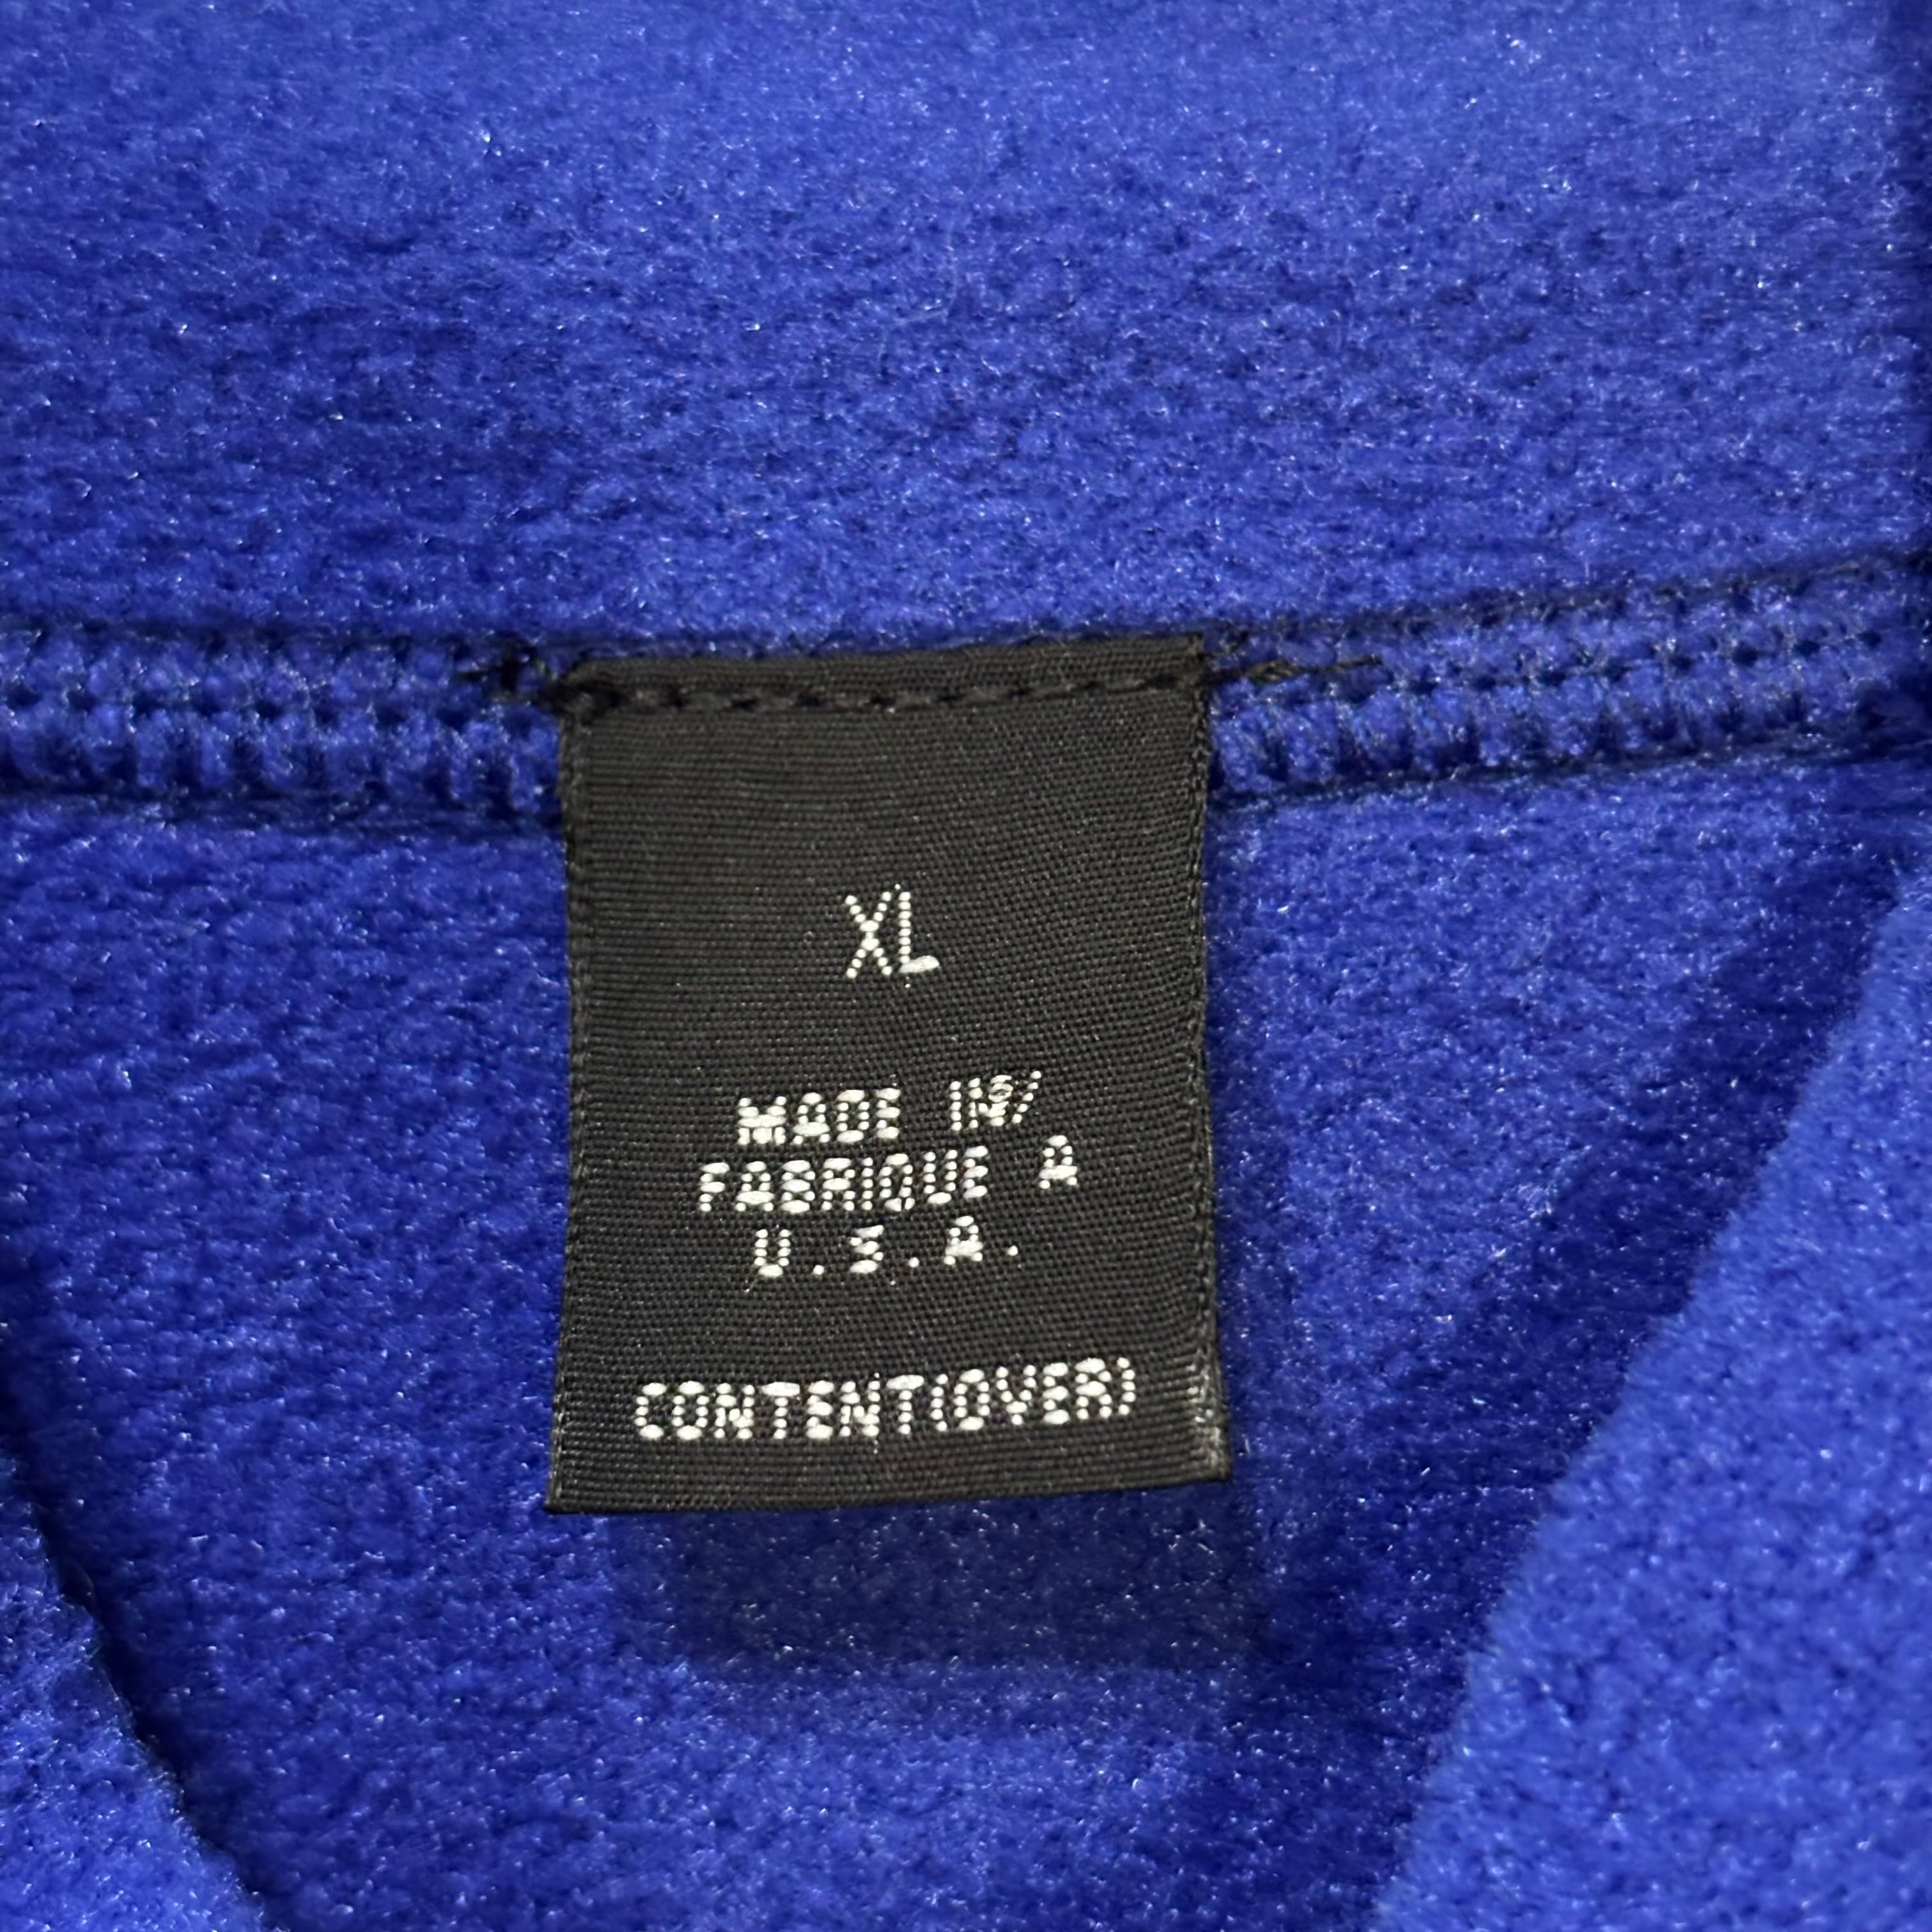 XL
MADE IN/
FABRIQUE A
U.S.A.
CONTENT(OVER)